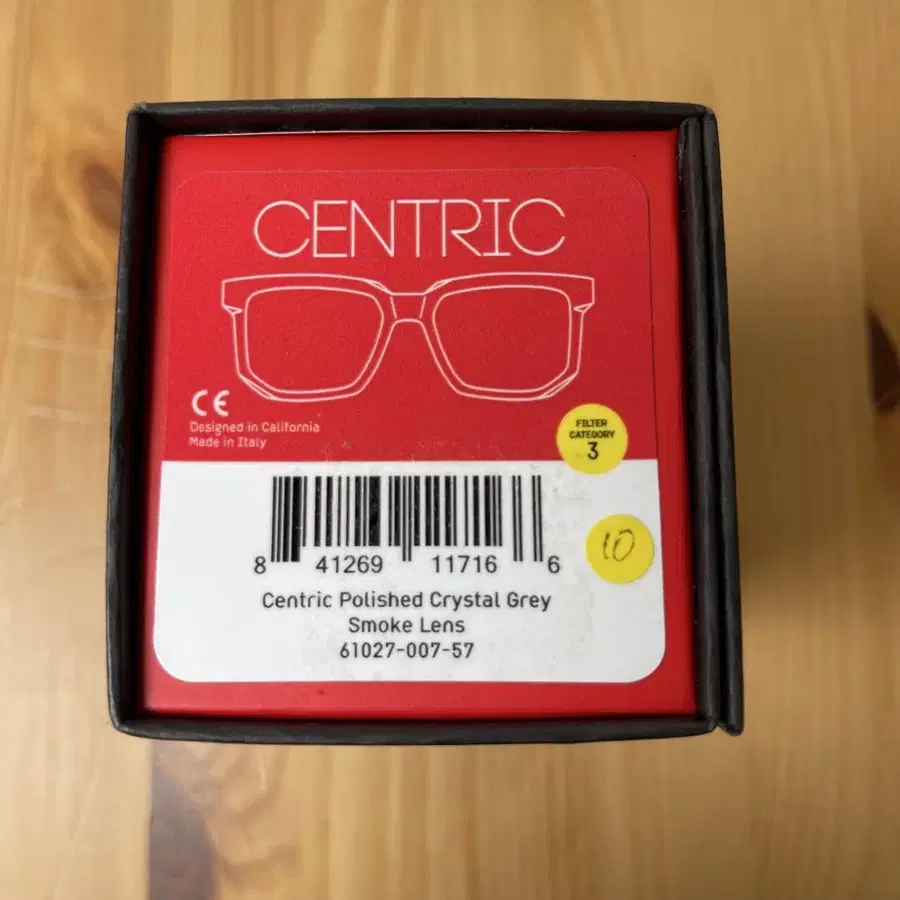 CENTRIC
CE
Designed in California
Made in Italy
FILTER
CATEGORY
3
10
8 41269 11716 6
Centric Polished Crystal Grey
Smoke Lens
61027-007-57